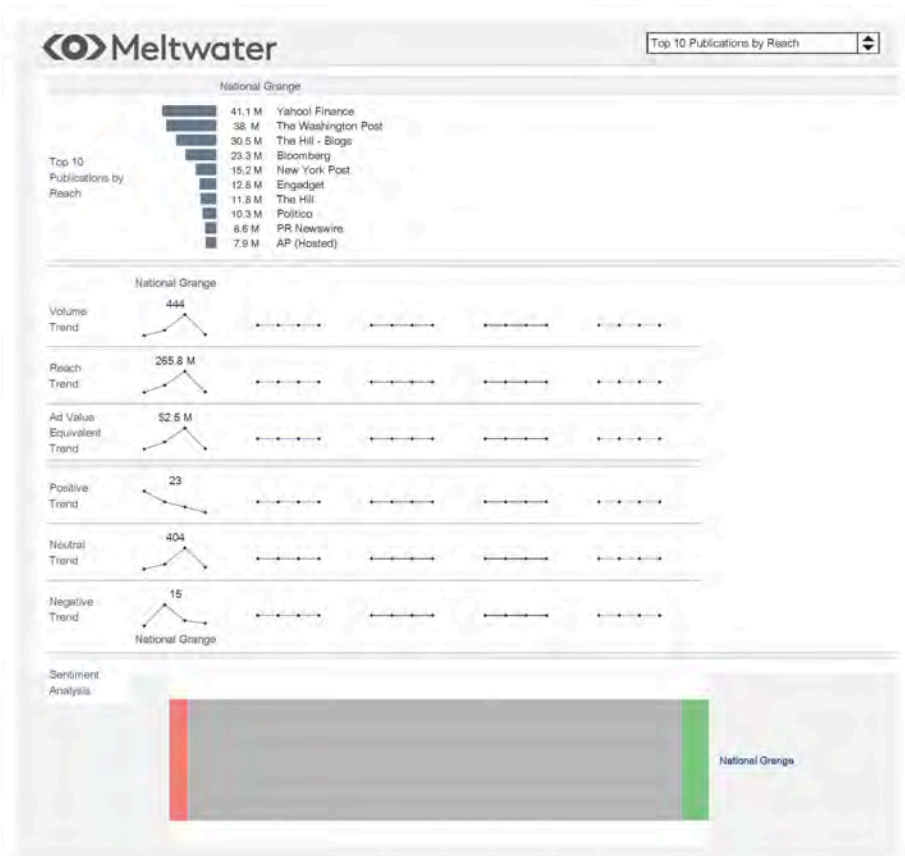 Meltwater
Top 10 Publications by Reach
National Grange
41.1 M Yahoo! Finance
38. M The Washington Post
30.5 M The Hill - Blogs
23.3 M Bloomberg
15.2 M New York Post
12.8 M Engadget
11.8 M The Hill
10.3 M Politico
8.6 M PR Newswire
7.9 M AP (Hosted)
Top 10
Publications by
Reach
National Grange
Volume
Trend
444
Reach
Trend
265.8 M
Ad Value
Equivalent
Trend
$2.5 M
Positive
Trend
23
Neutral
Trend
404
Negative
Trend
15
National Grange
Sentiment
Analysis
National Grange